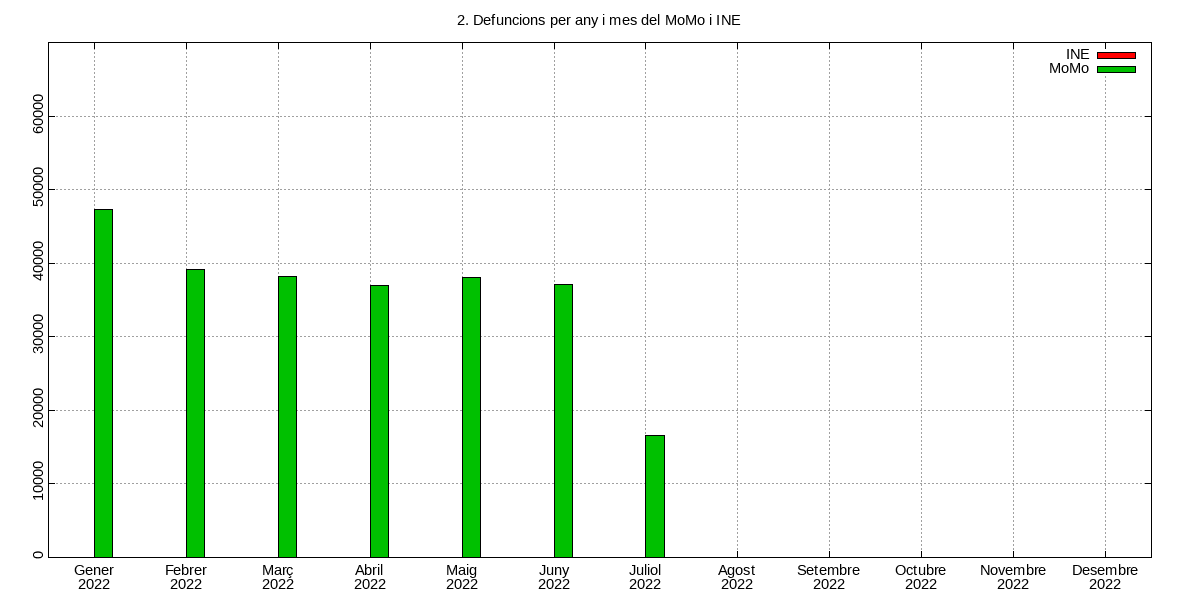 2. Defuncions per any i mes del MoMo i INE
INE
MoMo
60000
50000
40000
30000
20000
10000
0
Gener Febrer Març Abril Maig Juny Juliol Agost Setembre Octubre Novembre Desembre
2022 2022 2022 2022 2022 2022 2022 2022 2022 2022 2022 2022